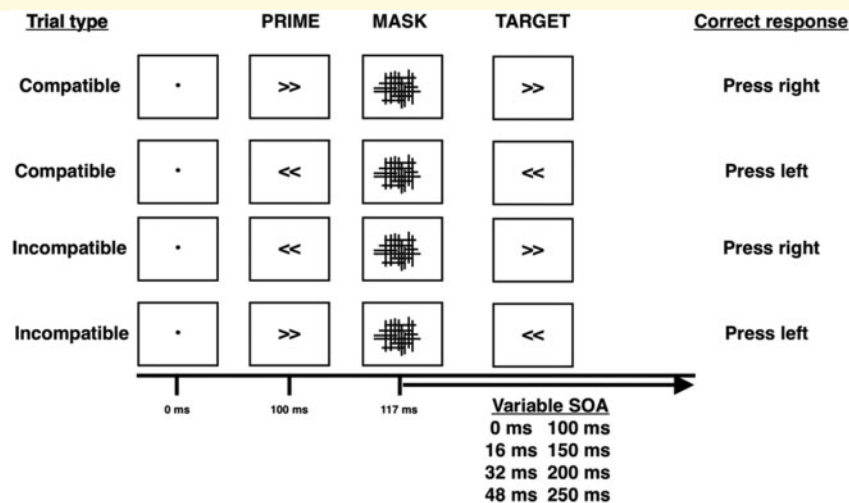 Trial type PRIME MASK TARGET Correct response
Compatible >> >> Press right
Compatible << << Press left
Incompatible << >> Press right
Incompatible >> << Press left
0 ms 100 ms 117 ms
Variable SOA
0 ms 100 ms
16 ms 150 ms
32 ms 200 ms
48 ms 250 ms